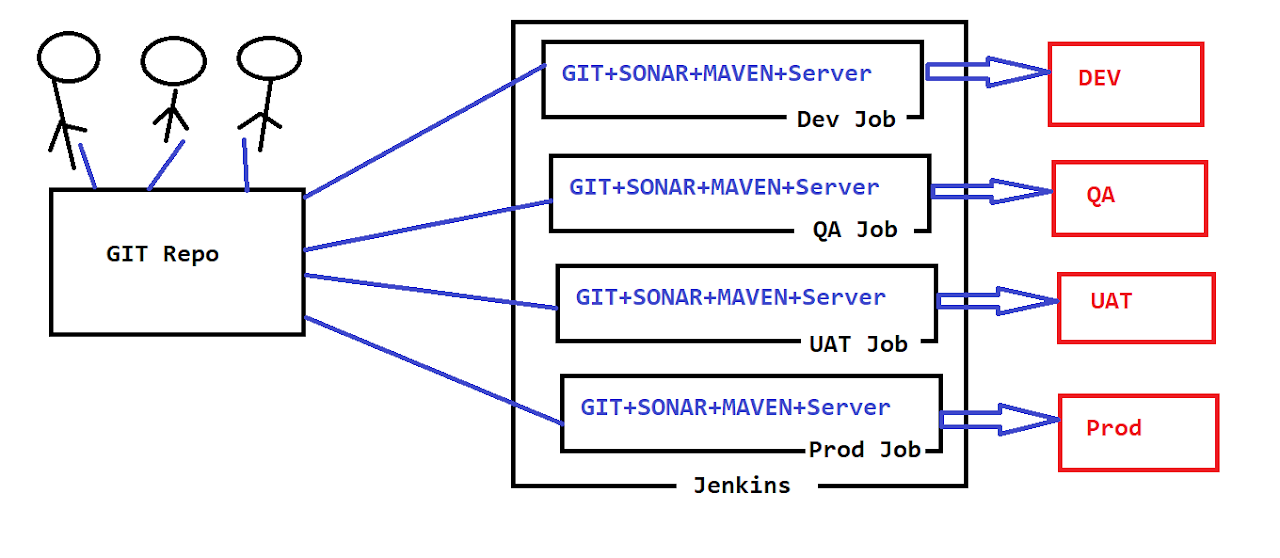 GIT+SONAR+MAVEN+Server
Dev Job
DEV
GIT+SONAR+MAVEN+Server
QA Job
QA
GIT Repo
GIT+SONAR+MAVEN+Server
UAT Job
UAT
GIT+SONAR+MAVEN+Server
Prod Job
Prod
Jenkins